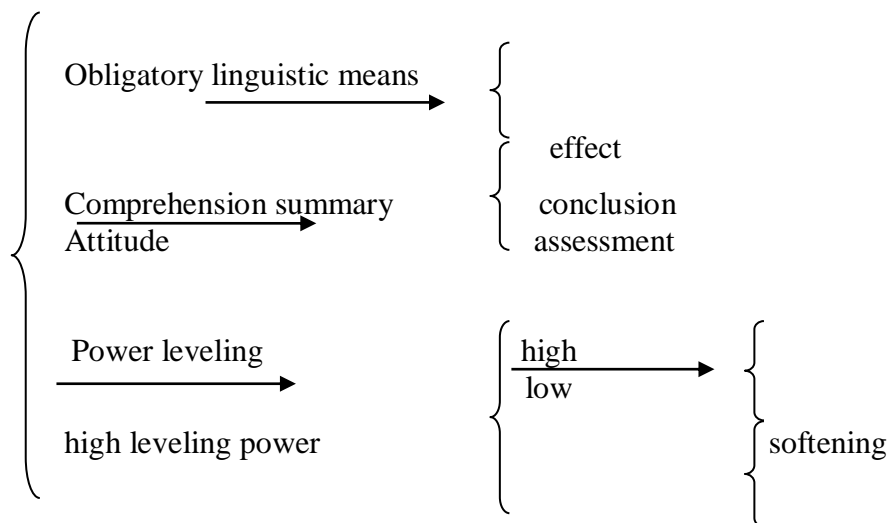 Obligatory linguistic means
effect
Comprehension summary
conclusion
Attitude
assessment
Power leveling
high
low
high leveling power
softening